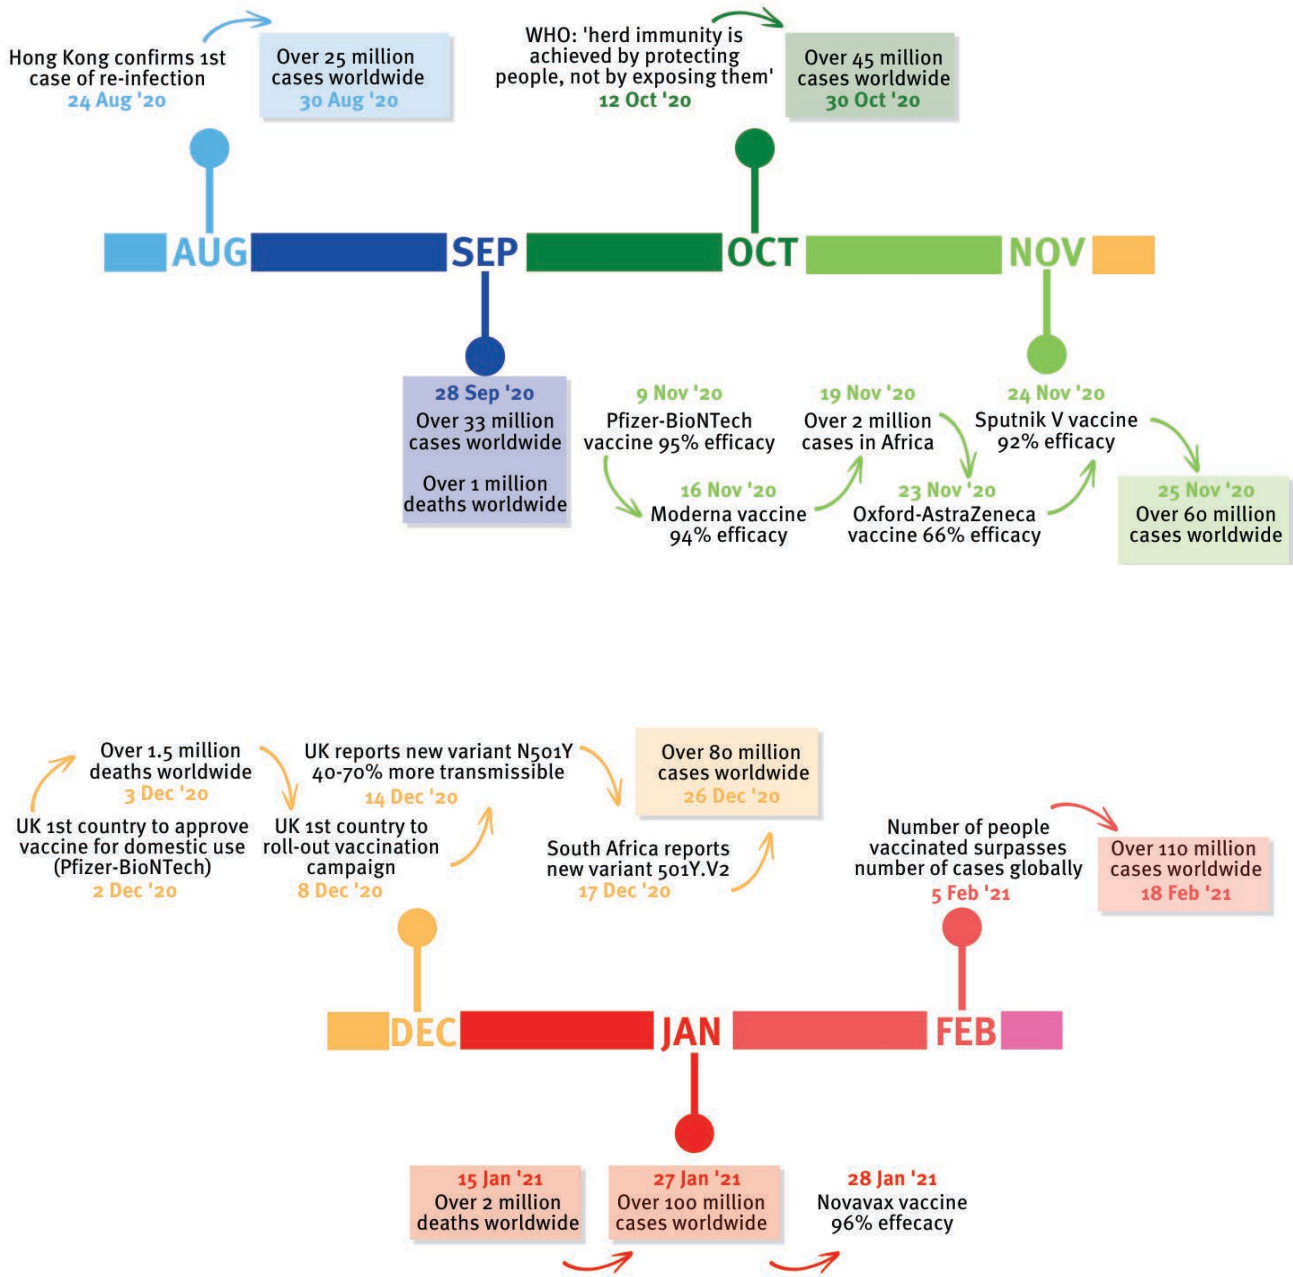 Hong Kong confirms 1st
case of re-infection
24 Aug '20
Over 25 million
cases worldwide
30 Aug '20
WHO: 'herd immunity is
achieved by protecting
people, not by exposing them'
12 Oct '20
Over 45 million
cases worldwide
30 Oct '20
AUG
SEP
OCT
NOV
28 Sep '20
Over 33 million
cases worldwide
Over 1 million
deaths worldwide
9 Nov '20
Pfizer-BioNTech
vaccine 95% efficacy
16 Nov '20
Moderna vaccine
94% efficacy
19 Nov '20
Over 2 million
cases in Africa
23 Nov '20
Oxford-AstraZeneca
vaccine 66% efficacy
24 Nov '20
Sputnik V vaccine
92% efficacy
25 Nov '20
Over 60 million
cases worldwide
UK 1st country to approve
vaccine for domestic use
(Pfizer-BioNTech)
2 Dec '20
Over 1.5 million
deaths worldwide
3 Dec '20
UK 1st country to
roll-out vaccination
campaign
8 Dec '20
UK reports new variant N501Y
40-70% more transmissible
14 Dec '20
South Africa reports
new variant 501Y.V2
17 Dec '20
Over 80 million
cases worldwide
26 Dec '20
Number of people
vaccinated surpasses
number of cases globally
5 Feb '21
Over 110 million
cases worldwide
18 Feb '21
DEC
JAN
FEB
15 Jan '21
Over 2 million
deaths worldwide
27 Jan '21
Over 100 million
cases worldwide
28 Jan '21
Novavax vaccine
96% effecacy